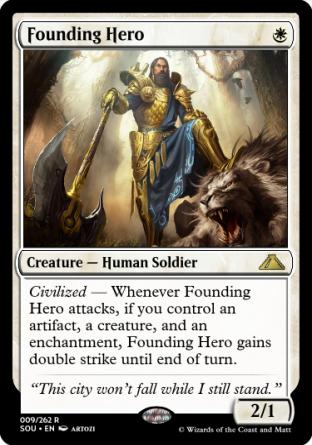 Founding Hero
Creature — Human Soldier
Civilized — Whenever Founding
Hero attacks, if you control an
artifact, a creature, and an
enchantment, Founding Hero gains
double strike until end of turn.
“This city won’t fall while I still stand.”
2/1
009/262 R
SOU • EN ARTOZI
© Wizards of the Coast and Matt